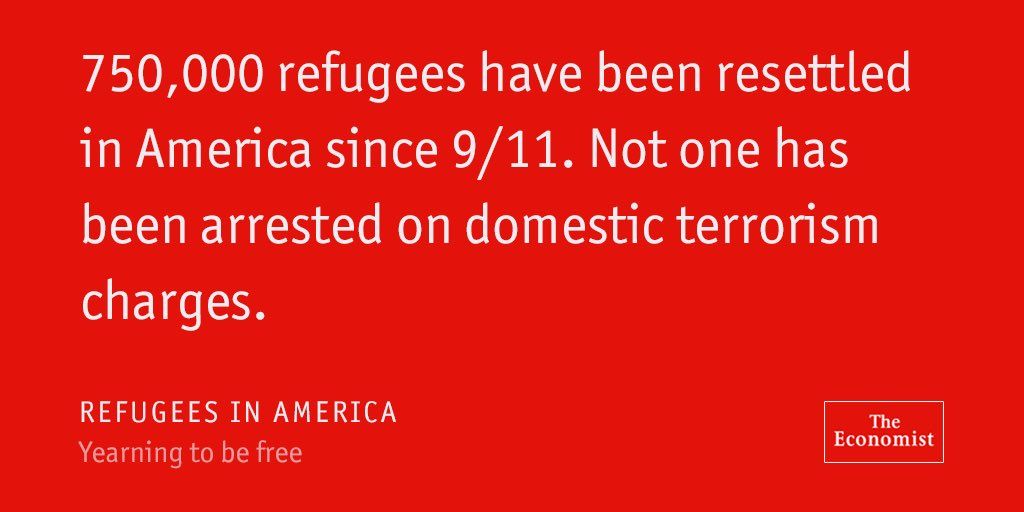 750,000 refugees have been resettled
in America since 9/11. Not one has
been arrested on domestic terrorism
charges.
REFUGEES IN AMERICA
Yearning to be free
The
Economist